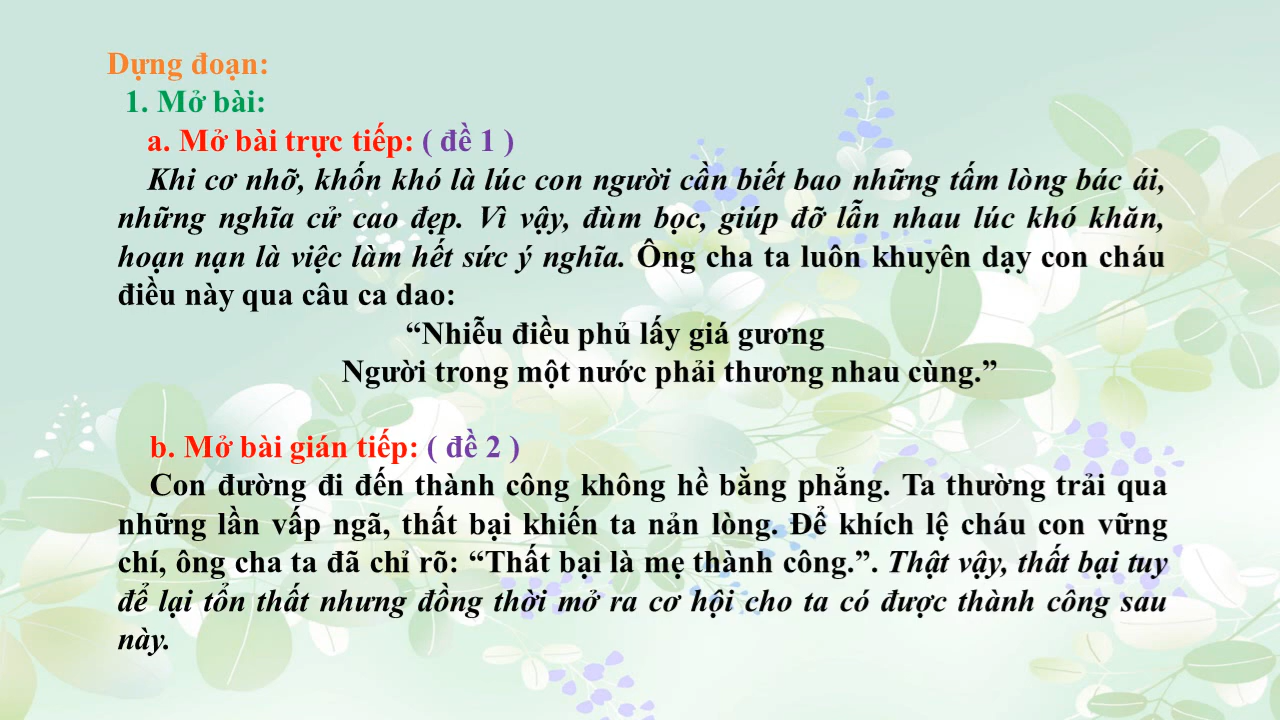 Dựng đoạn:
1. Mở bài:
a. Mở bài trực tiếp: ( đề 1 )
Khi cơ nhỡ, khốn khó là lúc con người cần biết bao những tấm lòng bác ái,
những nghĩa cử cao đẹp. Vì vậy, đùm bọc, giúp đỡ lẫn nhau lúc khó khăn,
hoạn nạn là việc làm hết sức ý nghĩa. Ông cha ta luôn khuyên dạy con cháu
điều này qua câu ca dao:
“Nhiễu điều phủ lấy giá gương
Người trong một nước phải thương nhau cùng.”
b. Mở bài gián tiếp: ( đề 2 )
Con đường đi đến thành công không hề bằng phẳng. Ta thường trải qua
những lần vấp ngã, thất bại khiến ta nản lòng. Để khích lệ cháu con vững
chí, ông cha ta đã chỉ rõ: “Thất bại là mẹ thành công.”. Thật vậy, thất bại tuy
để lại tổn thất nhưng đồng thời mở ra cơ hội cho ta có được thành công sau
này.